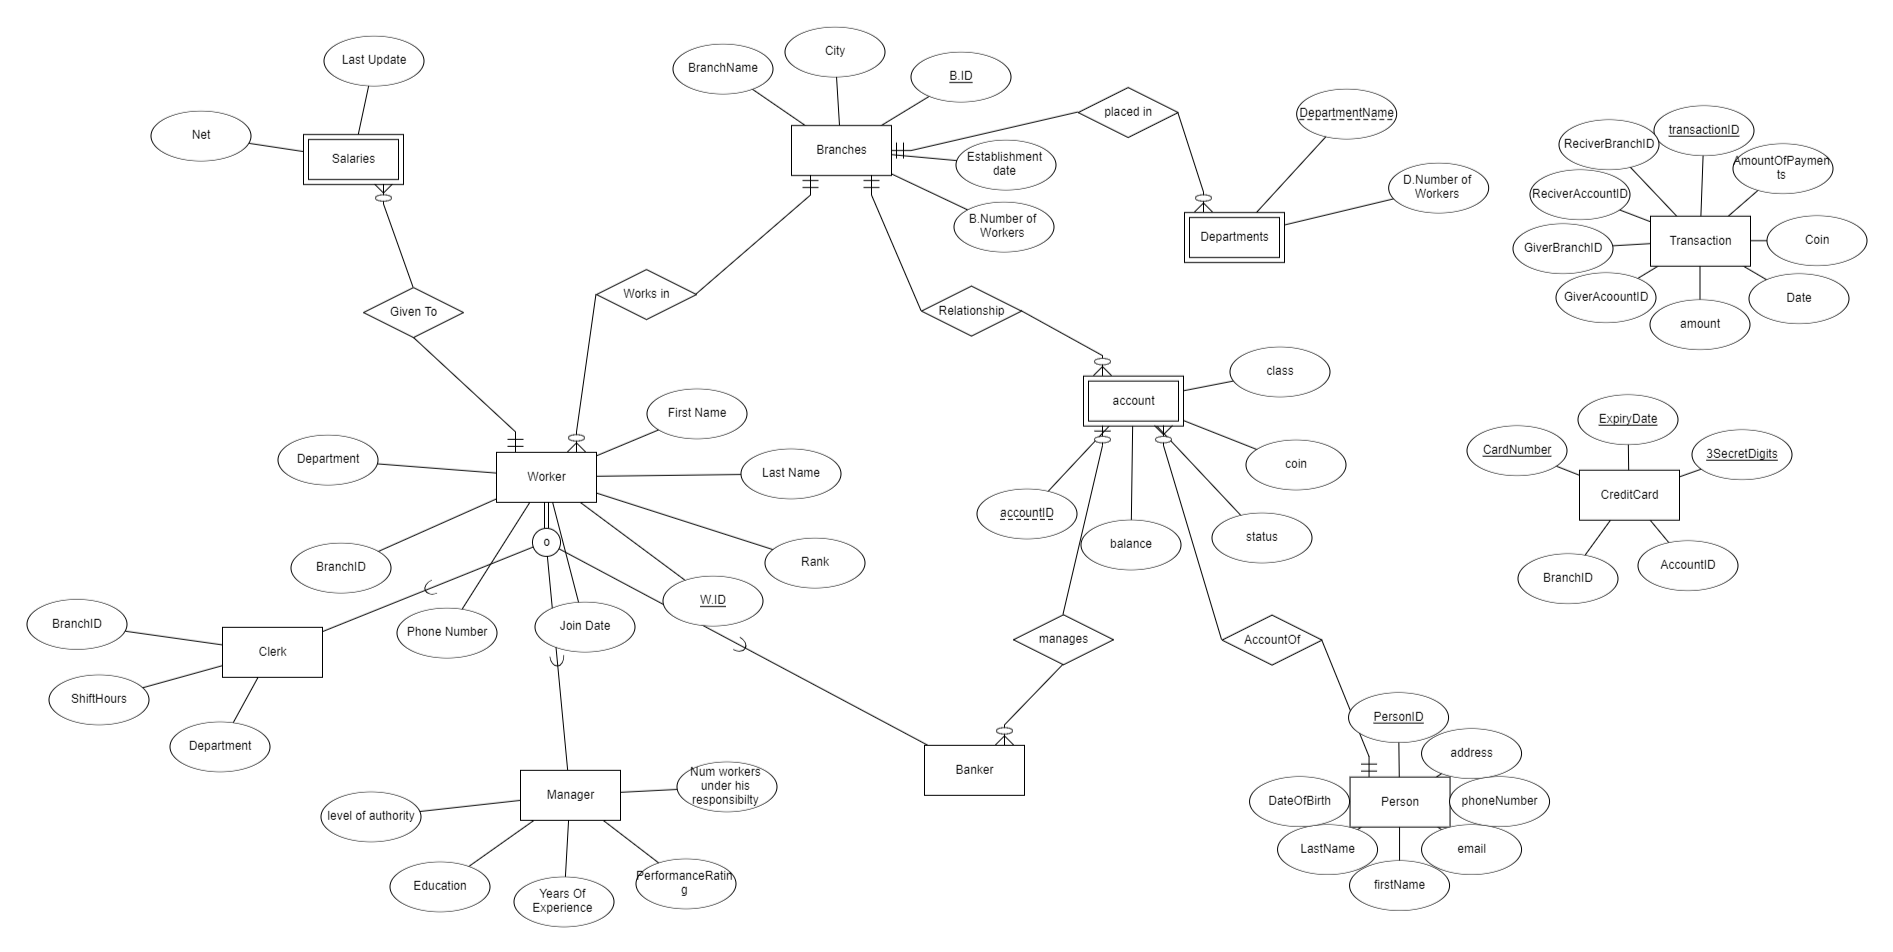 City
Last Update
BranchName
B.ID
placed in
DepartmentName
Net
transactionID
ReciverBranchID
Branches
Salaries
Establishment
date
AmountOfPaymen
ts
D.Number of
Workers
ReciverAccountID
B.Number of
Workers
Departments
Transaction
Coin
GiverBranchID
Works in
GiverAcoountID
Date
Given To
Relationship
amount
class
account
First Name
ExpiryDate
CardNumber
3SecretDigits
Department
Worker
Last Name
coin
CreditCard
accountID
status
o
balance
Rank
BranchID
AccountID
BranchID
W.ID
BranchID
Phone Number
Join Date
manages
AccountOf
Clerk
ShiftHours
PersonID
Department
address
Banker
Num workers
under his
responsibilty
Manager
DateOfBirth
Person
phoneNumber
level of authority
LastName
email
PerformanceRatin
g
Education
Years Of
Experience
firstName